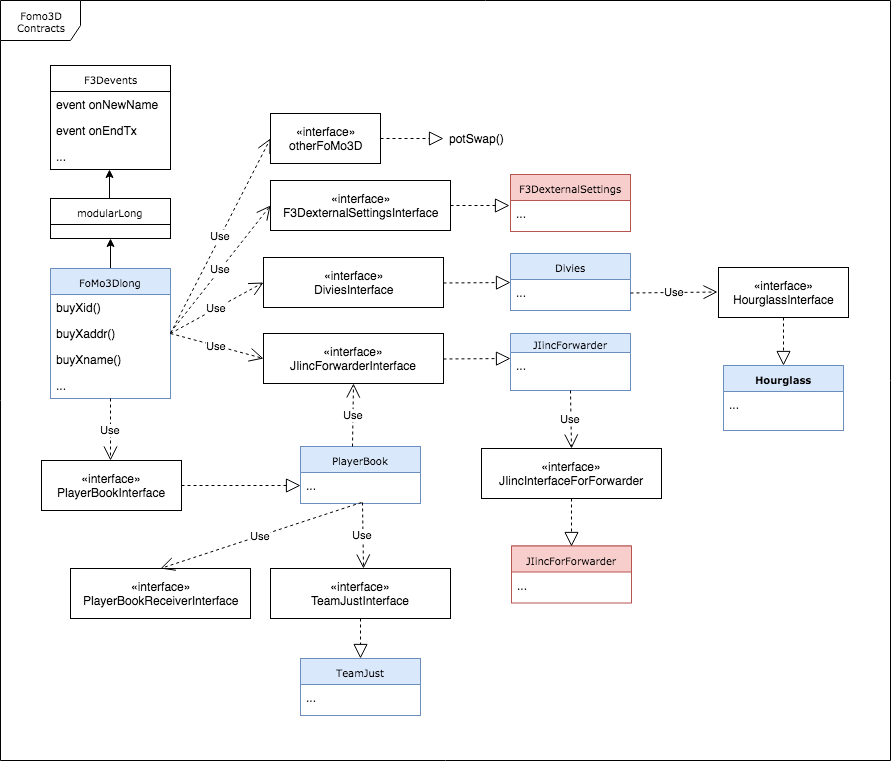 Fomo3D
Contracts
F3Devents
event onNewName
event onEndTx
...
modularLong
FoMo3Dlong
buyXid()
buyXaddr()
buyXname()
...
Use
Use
Use
Use
Use
«interface»
otherFoMo3D
potSwap()
«interface»
F3DexternalSettingsInterface
F3DexternalSettings
...
«interface»
DiviesInterface
Divies
...
Use
«interface»
HourglassInterface
Hourglass
...
«interface»
JIincForwarderInterface
JIincForwarder
...
Use
Use
«interface»
PlayerBookInterface
PlayerBook
...
«interface»
JIincInterfaceForForwarder
JIincForForwarder
...
Use
Use
«interface»
PlayerBookReceiverInterface
«interface»
TeamJustInterface
TeamJust
...